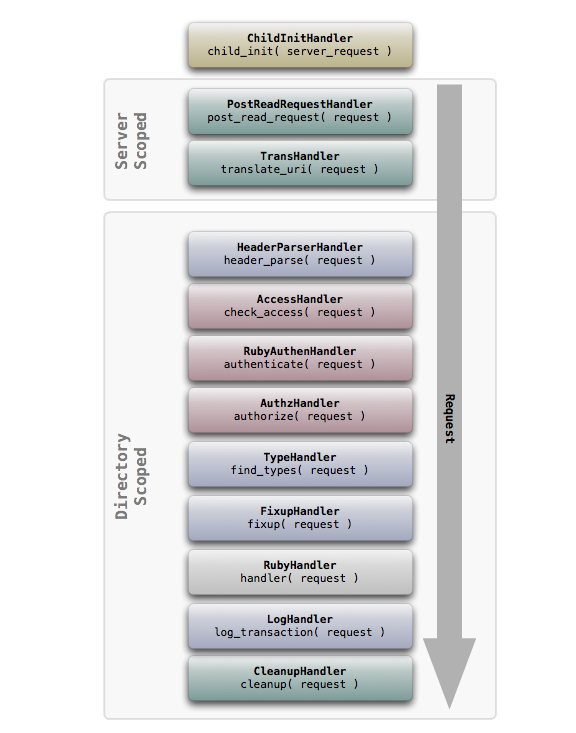 ChildInitHandler
child_init( server_request )
Server
Scoped
PostReadRequestHandler
post_read_request( request )
TransHandler
translate_uri( request )
Directory
Scoped
HeaderParserHandler
header_parse( request )
AccessHandler
check_access( request )
RubyAuthenHandler
authenticate( request )
AuthzHandler
authorize( request )
TypeHandler
find_types( request )
FixupHandler
fixup( request )
RubyHandler
handler( request )
LogHandler
log_transaction( request )
CleanupHandler
cleanup( request )
Request